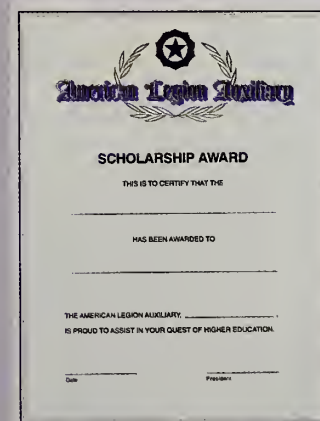 American Legion Auxiliary
SCHOLARSHIP AWARD
THIS IS TO CERTIFY THAT THE
HAS BEEN AWARDED TO
THE AMERICAN LEGION AUXILIARY, ,
IS PROUD TO ASSIST IN YOUR QUEST OF HIGHER EDUCATION.
Date President